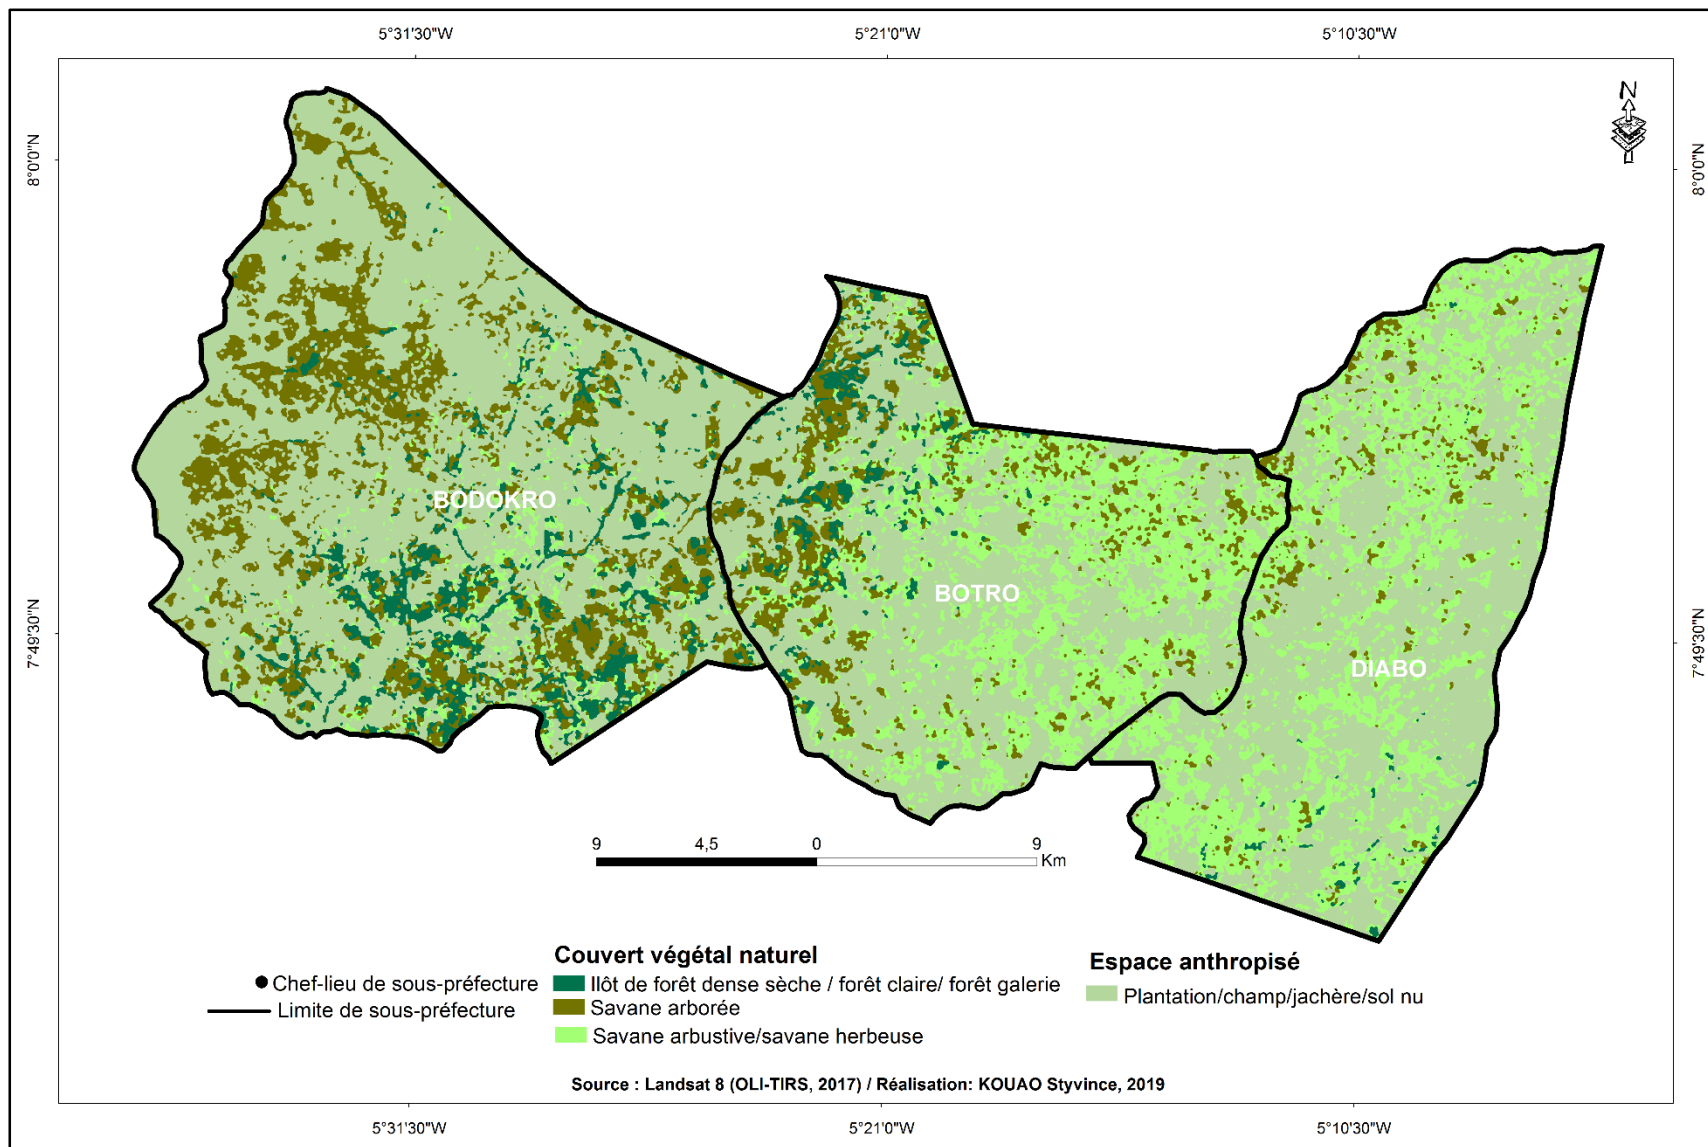 5°31'30"W 5°21'0"W 5°10'30"W
N
8°0'0"N 8°0'0"N
BODOKRO
BOTRO
7°49'30"N 7°49'30"N
DIABO
9 4,5 0 9
Km
Couvert végétal naturel
Espace anthropisé
Chef-lieu de sous-préfecture
Ilôt de forêt dense sèche / forêt claire/ forêt galerie
Plantation/champ/jachère/sol nu
Limite de sous-préfecture
Savane arborée
Savane arbustive/savane herbeuse
Source : Landsat 8 (OLI-TIRS, 2017) / Réalisation: KOUAO Styvince, 2019
5°31'30"W 5°21'0"W 5°10'30"W